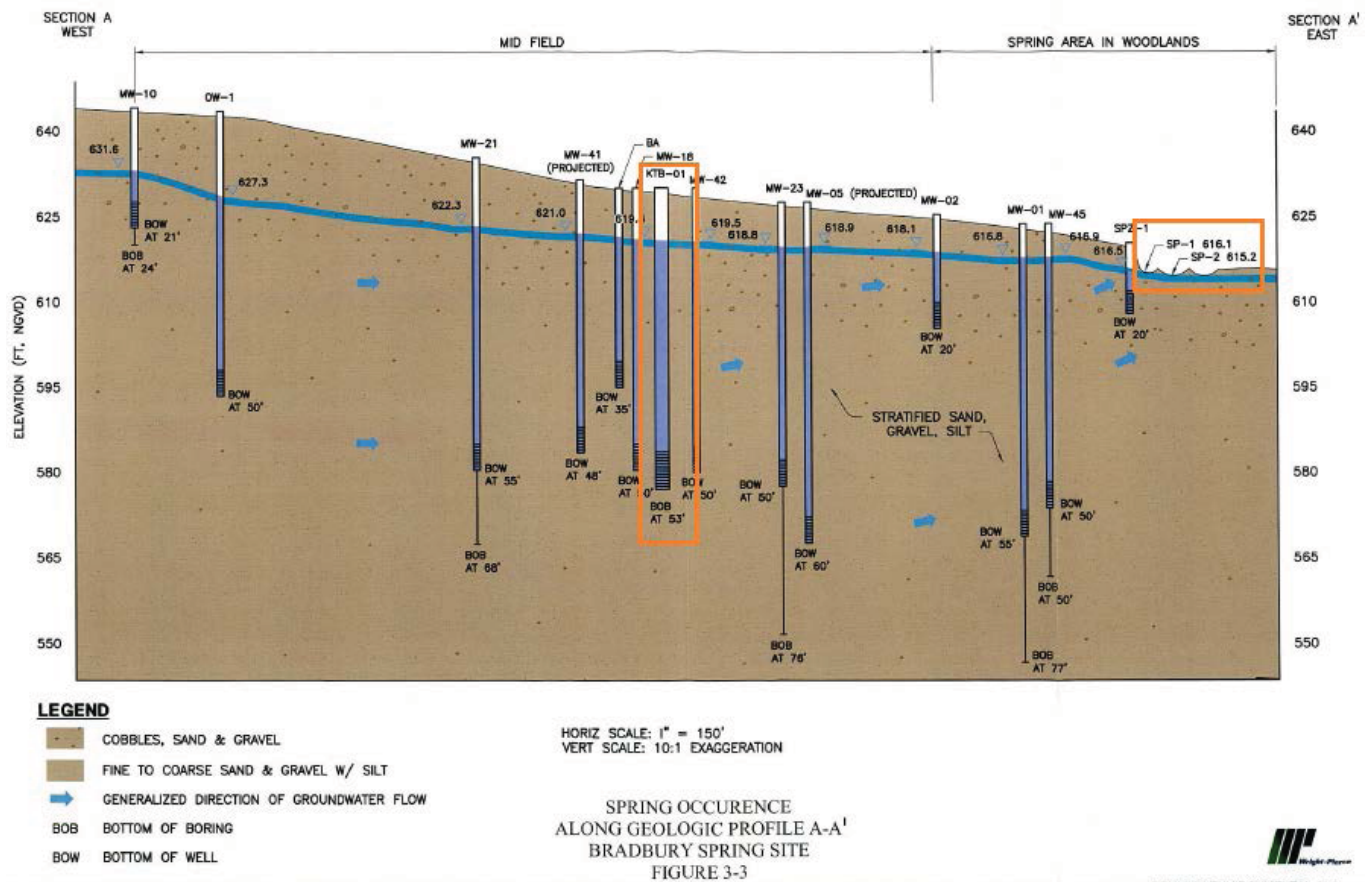 SECTION A
WEST
SECTION A'
EAST
MID FIELD
SPRING AREA IN WOODLANDS
MW-10
OW-1
MW-21
MW-41
(PROJECTED)
BA
MW-18
KTB-01
MW-42
MW-23
MW-05 (PROJECTED)
MW-02
MW-01
MW-45
SPZ-1
640
625
610
595
580
565
550
ELEVATION (FT. NGVD)
640
625
610
595
580
565
550
631.6
627.3
622.3
621.0
619.5
618.8
618.9
618.1
616.8
616.9
616.5
SP-1 616.1
SP-2 615.2
BOW
AT 21'
BOB
AT 24'
BOW
AT 50'
BOW
AT 55'
BOB
AT 68'
BOW
AT 48'
BOW
AT 35'
BOW
BOB
AT 53'
BOW
AT 50'
BOW
AT 50'
BOB
AT 76'
BOW
AT 60'
BOW
AT 20'
BOW
AT 55'
BOB
AT 77'
BOW
AT 50'
BOB
AT 50'
BOW
AT 20'
STRATIFIED SAND,
GRAVEL, SILT
LEGEND
COBBLES, SAND & GRAVEL
FINE TO COARSE SAND & GRAVEL W/ SILT
GENERALIZED DIRECTION OF GROUNDWATER FLOW
BOB BOTTOM OF BORING
BOW BOTTOM OF WELL
HORIZ SCALE: 1" = 150'
VERT SCALE: 10:1 EXAGGERATION
SPRING OCCURENCE
ALONG GEOLOGIC PROFILE A-A'
BRADBURY SPRING SITE
FIGURE 3-3
Wright-Pierce